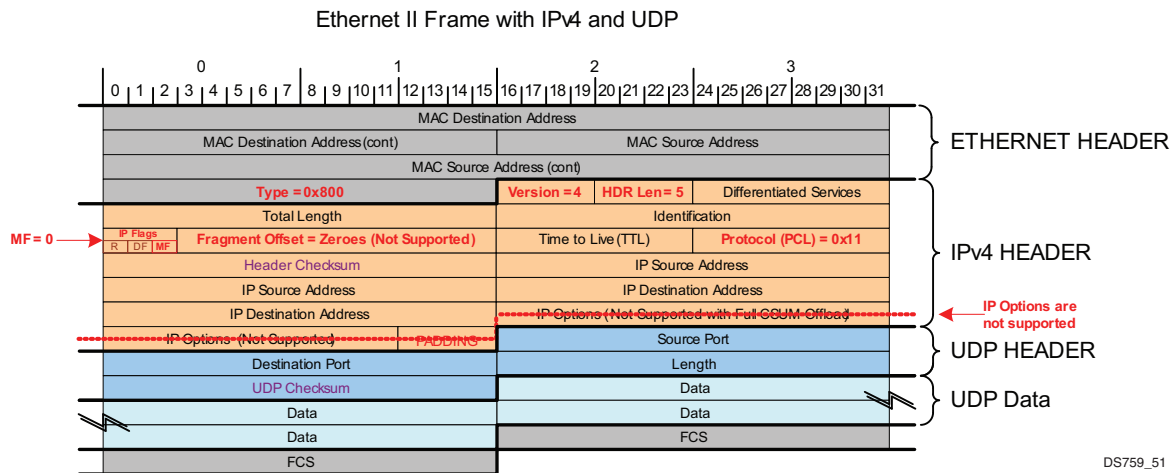 Ethernet II Frame with IPv4 and UDP
0 1 2 3
0 1 2 3 4 5 6 7 8 9 10 11 12 13 14 15 16 17 18 19 20 21 22 23 24 25 26 27 28 29 30 31
MAC Destination Address
MAC Destination Address (cont) MAC Source Address
ETHERNET HEADER
MAC Source Address (cont)
Type = 0x800 Version = 4 HDR Len = 5 Differentiated Services
Total Length Identification
MF = 0
IP Flags
R DF MF
Fragment Offset = Zeroes (Not Supported) Time to Live (TTL) Protocol (PCL) = 0x11
IPv4 HEADER
Header Checksum IP Source Address
IP Source Address IP Destination Address
IP Destination Address IP Options (Not Supported with Full CSUM Offload)
IP Options are
not supported
IP Options (Not Supported) PADDING Source Port
UDP HEADER
Destination Port Length
UDP Checksum Data
UDP Data
Data Data
Data FCS
FCS
DS759_51